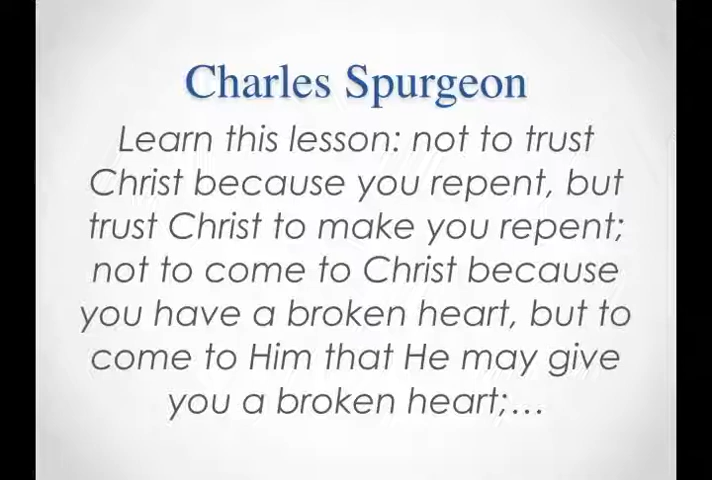 Charles Spurgeon
Learn this lesson: not to trust
Christ because you repent, but
trust Christ to make you repent;
not to come to Christ because
you have a broken heart, but to
come to Him that He may give
you a broken heart;...